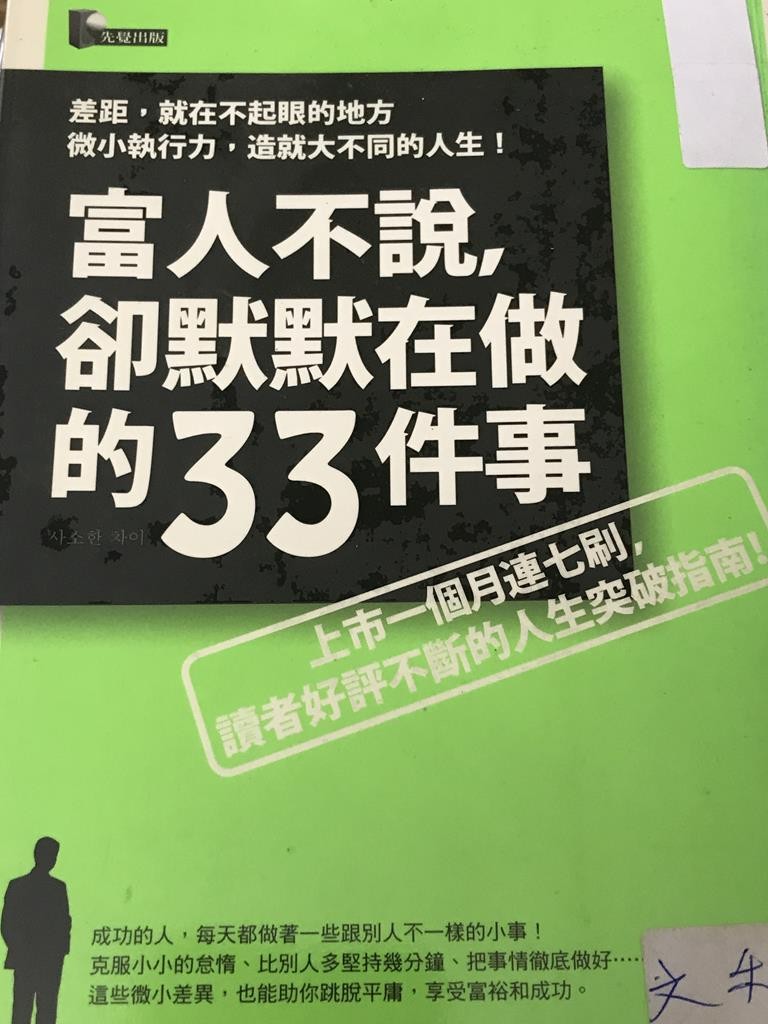 先覺出版
差距，就在不起眼的地方
微小執行力，造就大不同的人生！
富人不說，
卻默默在做
的33件事
사소한 차이
上市一個月連七刷，
讀者好評不斷的人生突破指南！
成功的人，每天都做著一些跟別人不一樣的小事！
克服小小的怠惰、比別人多堅持幾分鐘、把事情徹底做好……
這些微小差異，也能助你跳脫平庸，享受富裕和成功。